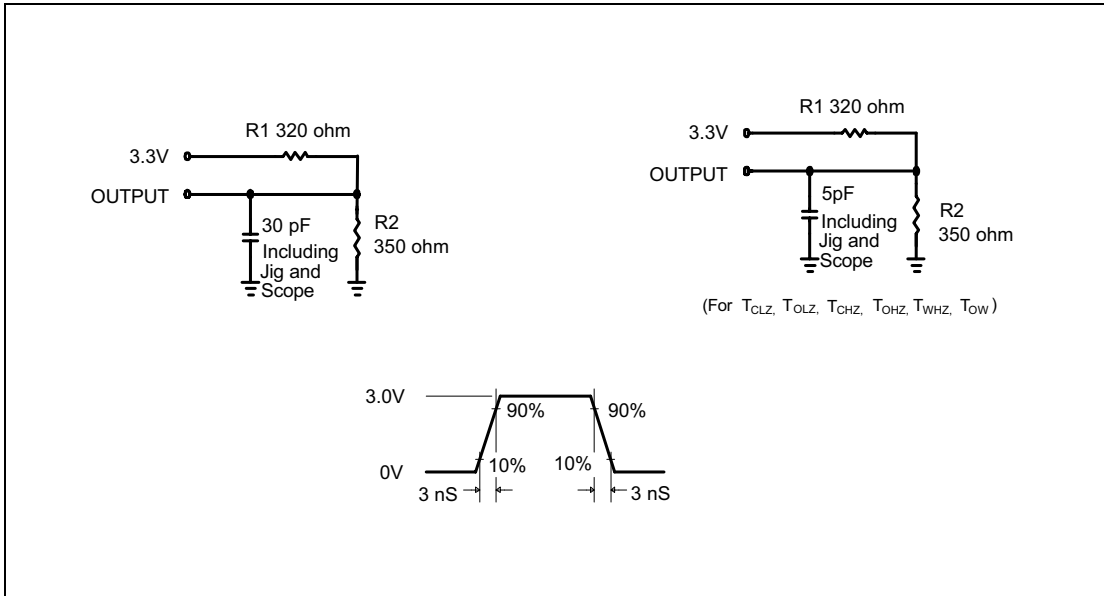 R1 320 ohm
3.3V
OUTPUT
30 pF
Including
Jig and
Scope
R2
350 ohm
R1 320 ohm
3.3V
OUTPUT
5pF
Including
Jig and
Scope
R2
350 ohm
(For TCLZ, TOLZ, TCHZ, TOHZ, TWHZ, TOW)
3.0V
90%
90%
0V
10%
10%
3 nS
3 nS